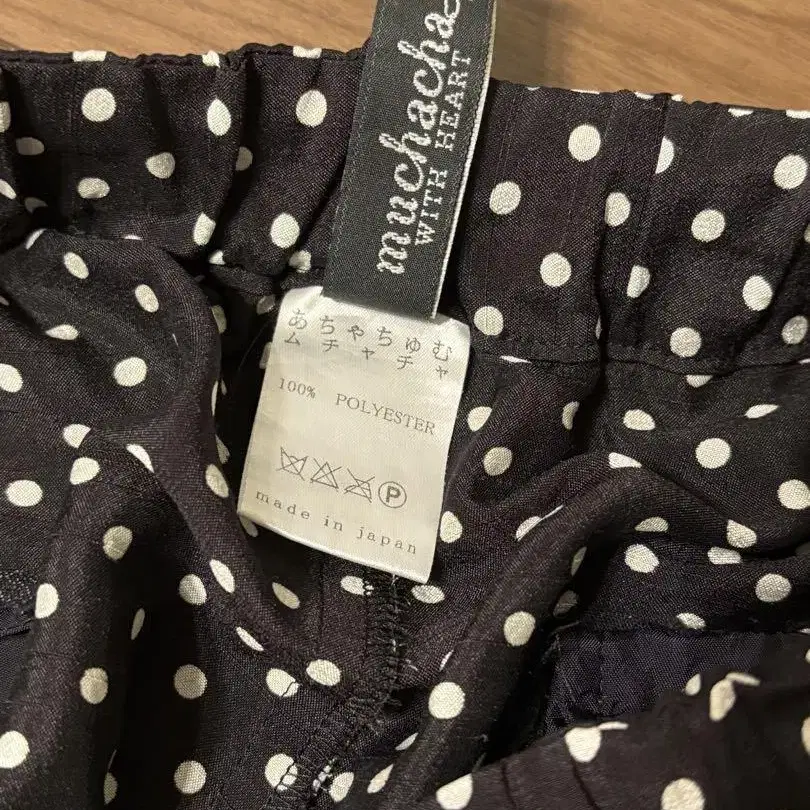 muchacha
WITH HEART
あちゃちゅむ
ムチャチャ
100% POLYESTER
P
made in japan